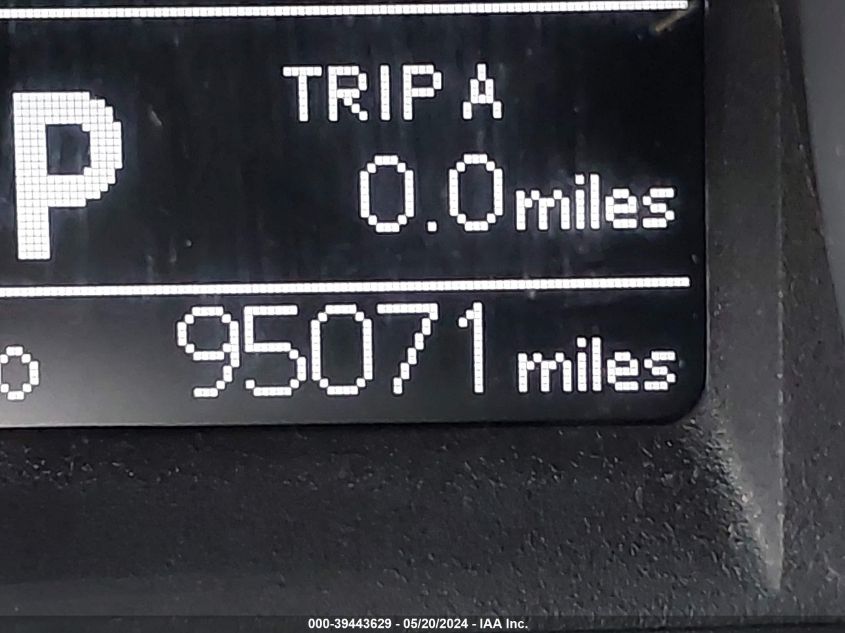 TRIP A
P
0.0 miles
95071 miles
000-39443629 - 05/20/2024 - IAA Inc.